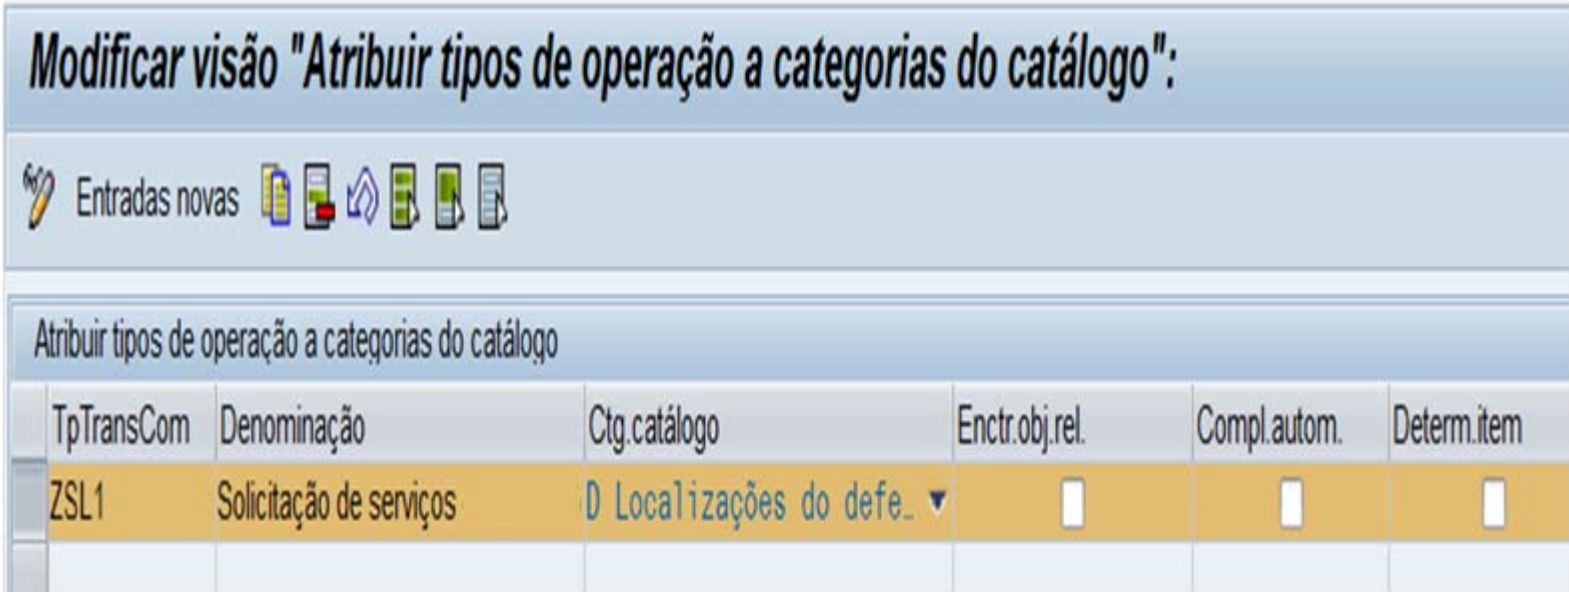 Modificar visão "Atribuir tipos de operação a categorias do catálogo":
Entradas novas
Atribuir tipos de operação a categorias do catálogo
TpTransCom Denominação Ctg.catálogo Enctr.obj.rel. Compl.autom. Determ.item
ZSL1 Solicitação de serviços D Localizações do defe…